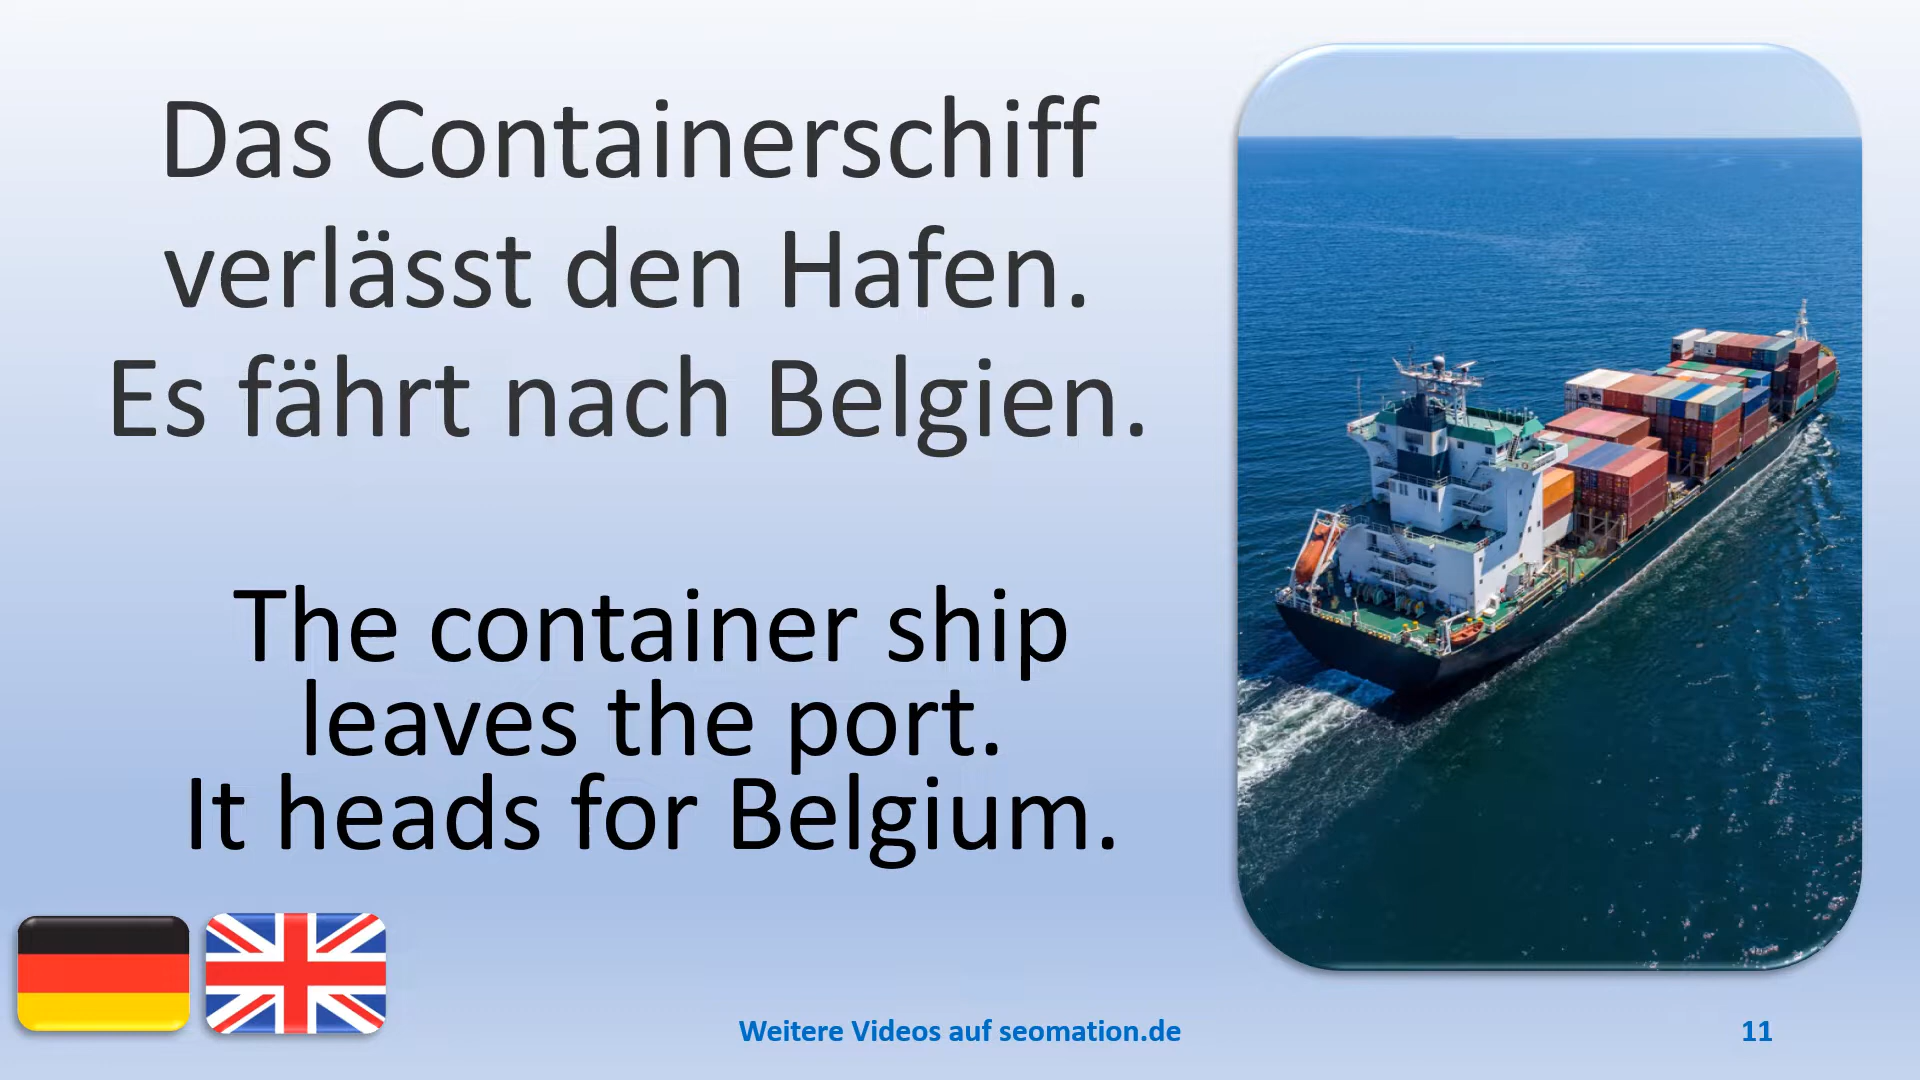 Das Containerschiff
verlässt den Hafen.
Es fährt nach Belgien.
The container ship
leaves the port.
It heads for Belgium.
Weitere Videos auf seomation.de
11